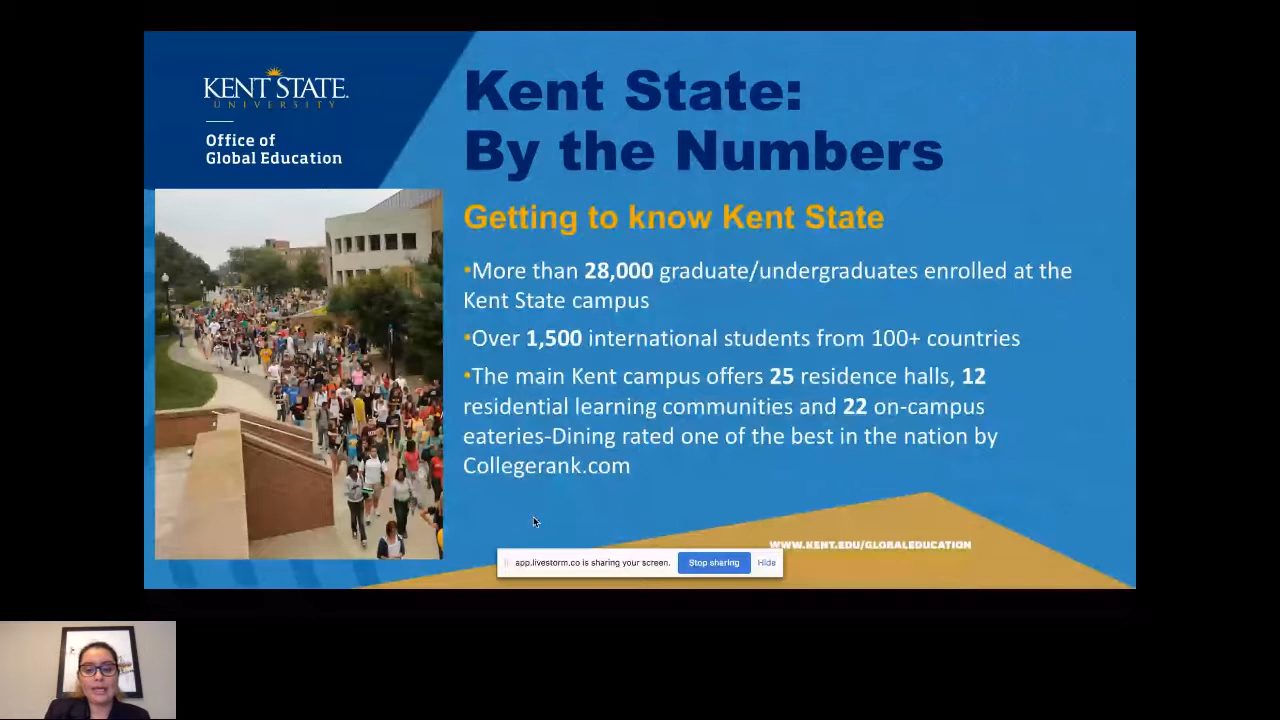 KENT STATE.
UNIVERSITY
Office of
Global Education
Kent State:
By the Numbers
Getting to know Kent State
•More than 28,000 graduate/undergraduates enrolled at the
Kent State campus
•Over 1,500 international students from 100+ countries
•The main Kent campus offers 25 residence halls, 12
residential learning communities and 22 on-campus
eateries-Dining rated one of the best in the nation by
Collegerank.com
WWW.KENT.EDU/GLOBALEDUCATION
app.livestorm.co is sharing your screen.
Stop sharing
Hide